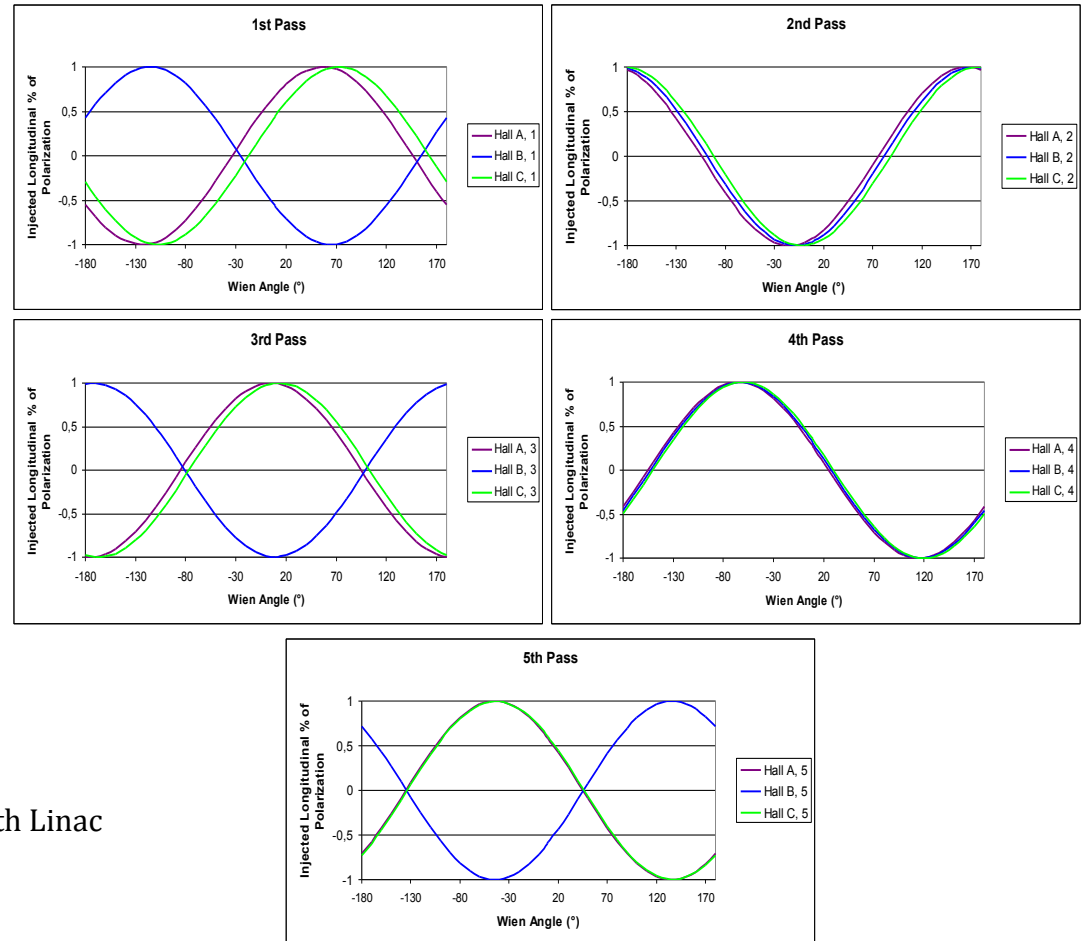 1st Pass
Injected Longitudinal % of
Polarization
1
0,5
0
-0,5
-1
-180 -130 -80 -30 20 70 120 170
Wien Angle (°)
Hall A, 1
Hall B, 1
Hall C, 1
2nd Pass
Injected Longitudinal % of
Polarization
1
0,5
0
-0,5
-1
-180 -130 -80 -30 20 70 120 170
Wien Angle (°)
Hall A, 2
Hall B, 2
Hall C, 2
3rd Pass
Injected Longitudinal % of
Polarization
1
0,5
0
-0,5
-1
-180 -130 -80 -30 20 70 120 170
Wien Angle (°)
Hall A, 3
Hall B, 3
Hall C, 3
4th Pass
Injected Longitudinal % of
Polarization
1
0,5
0
-0,5
-1
-180 -130 -80 -30 20 70 120 170
Wien Angle (°)
Hall A, 4
Hall B, 4
Hall C, 4
5th Pass
Injected Longitudinal % of
Polarization
1
0,5
0
-0,5
-1
-180 -130 -80 -30 20 70 120 170
Wien Angle (°)
Hall A, 5
Hall B, 5
Hall C, 5
th Linac